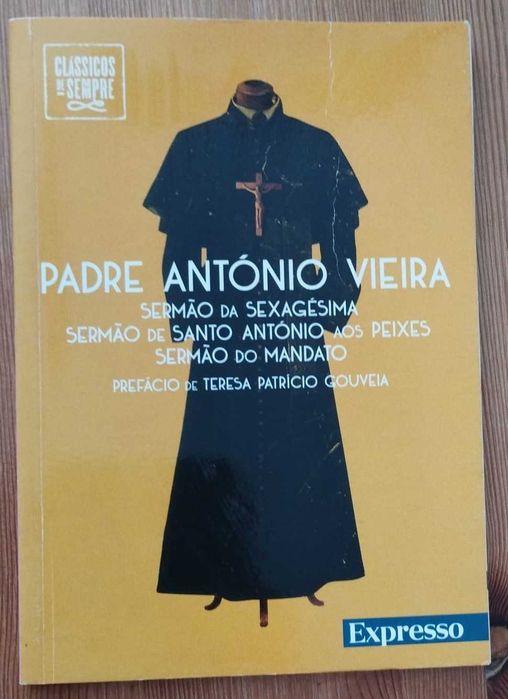 CLÁSSICOS
DE SEMPRE
PADRE ANTÓNIO VIEIRA
SERMÃO DA SEXAGÉSIMA
SERMÃO DE SANTO ANTÓNIO AOS PEIXES
SERMÃO DO MANDATO
PREFÁCIO DE TERESA PATRÍCIO GOUVEIA
Expresso